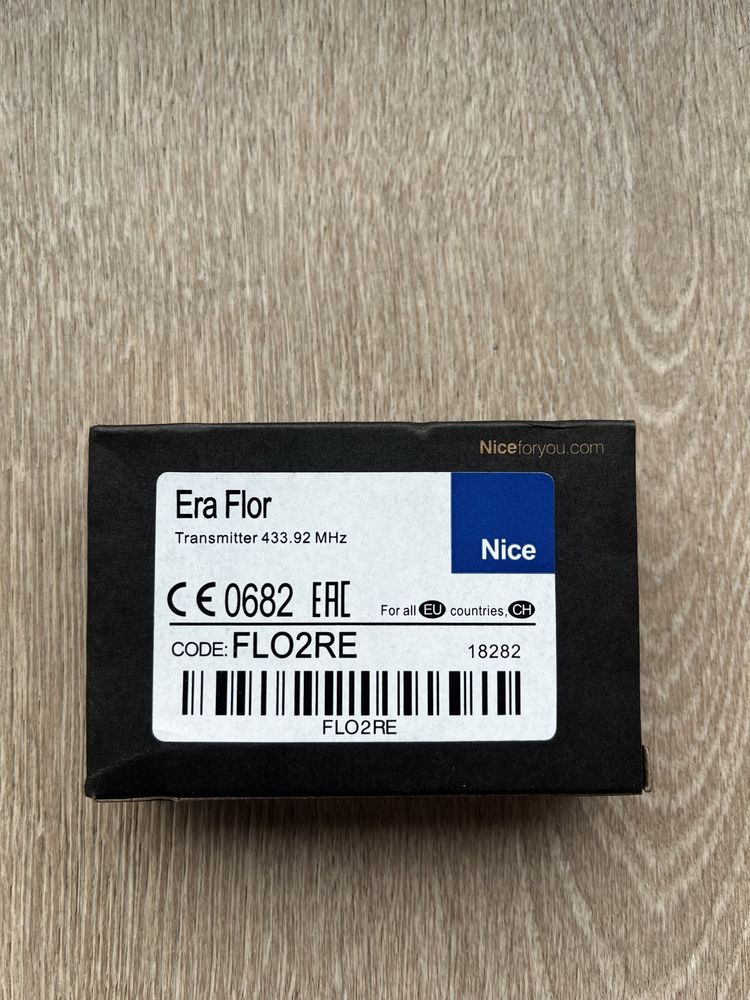 Niceforyou.com
Era Flor
Transmitter 433.92 MHz
Nice
CE 0682 EAC For all EU countries, CH
CODE: FLO2RE 18282
FLO2RE